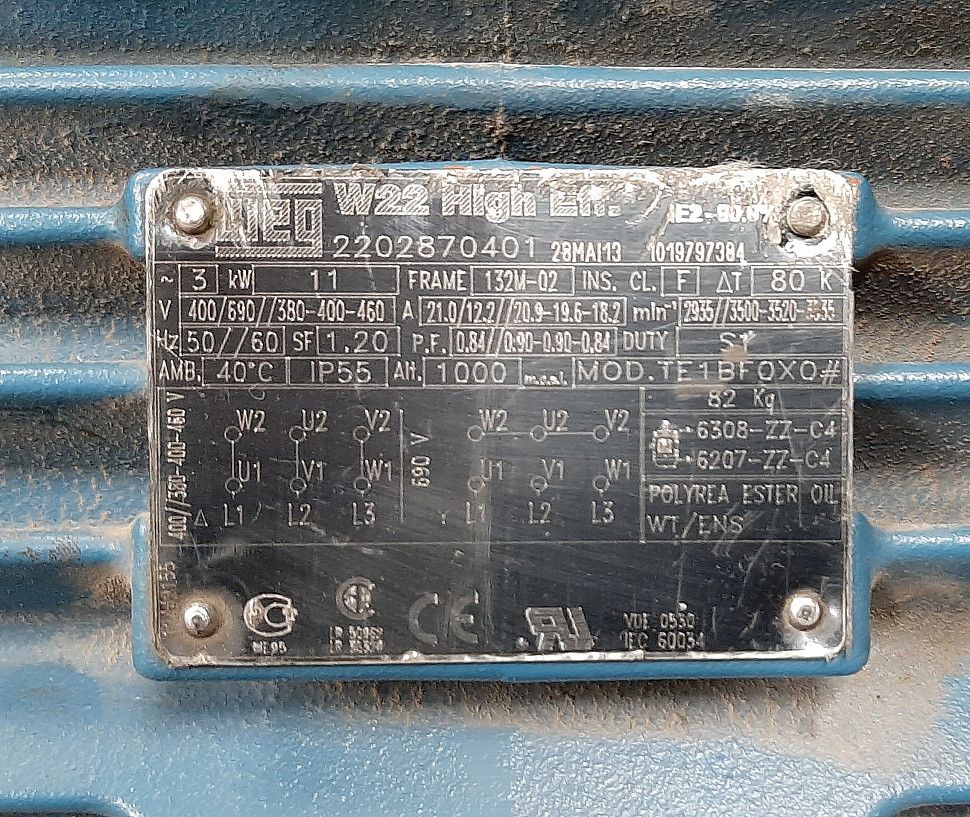 WEG W22 High Eff. IE2-90.0%
2202870401 28MAI13 1019797384
~ 3 kW 11 FRAME 132M-02 INS. CL. F ΔT 80 K
V 400/690//380-400-460 A 21.0/12.2//20.9-19.6-18.2 min⁻¹ 2935//3500-3520-3535
Hz 50//60 SF 1.20 P.F. 0.84//0.90-0.90-0.84 DUTY S1
AMB. 40°C IP55 Alt. 1000 m.a.s.l. MOD.TE1BFOXO#
82 Kg
400//380-400-460 V
W2 U2 V2
U1 V1 W1
Δ L1 L2 L3
690 V
W2 U2 V2
U1 V1 W1
L1 L2 L3
6308-ZZ-C4
6207-ZZ-C4
POLYREA ESTER OIL
WT/ENS
CE
VDE 0530
IEC 60034